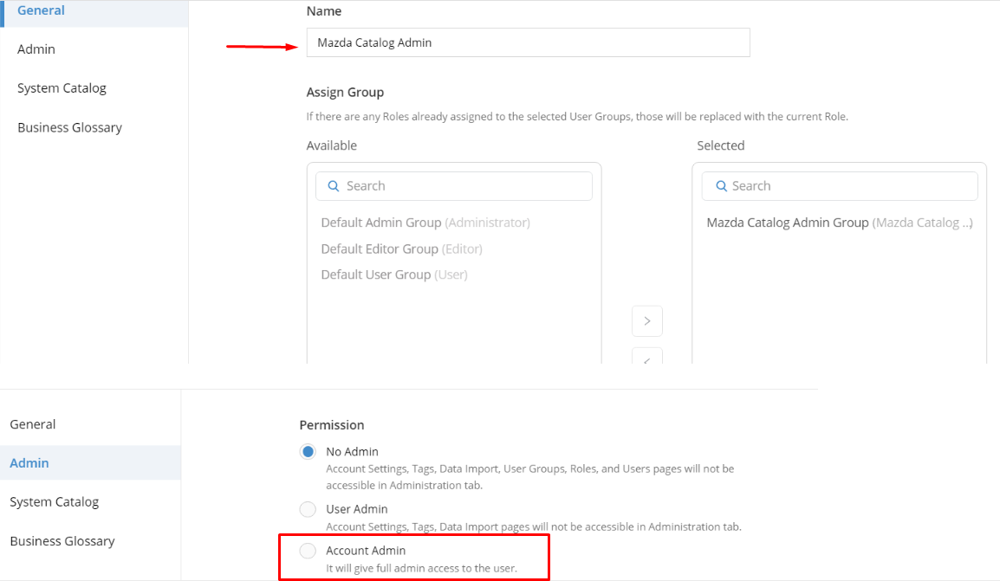 General
Admin
System Catalog
Business Glossary
Name
Mazda Catalog Admin
Assign Group
If there are any Roles already assigned to the selected User Groups, those will be replaced with the current Role.
Available
Search
Default Admin Group (Administrator)
Default Editor Group (Editor)
Default User Group (User)
>
<
Selected
Search
Mazda Catalog Admin Group (Mazda Catalog ..)
General
Admin
System Catalog
Business Glossary
Permission
No Admin
Account Settings, Tags, Data Import, User Groups, Roles, and Users pages will not be
accessible in Administration tab.
User Admin
Account Settings, Tags, Data Import pages will not be accessible in Administration tab.
Account Admin
It will give full admin access to the user.